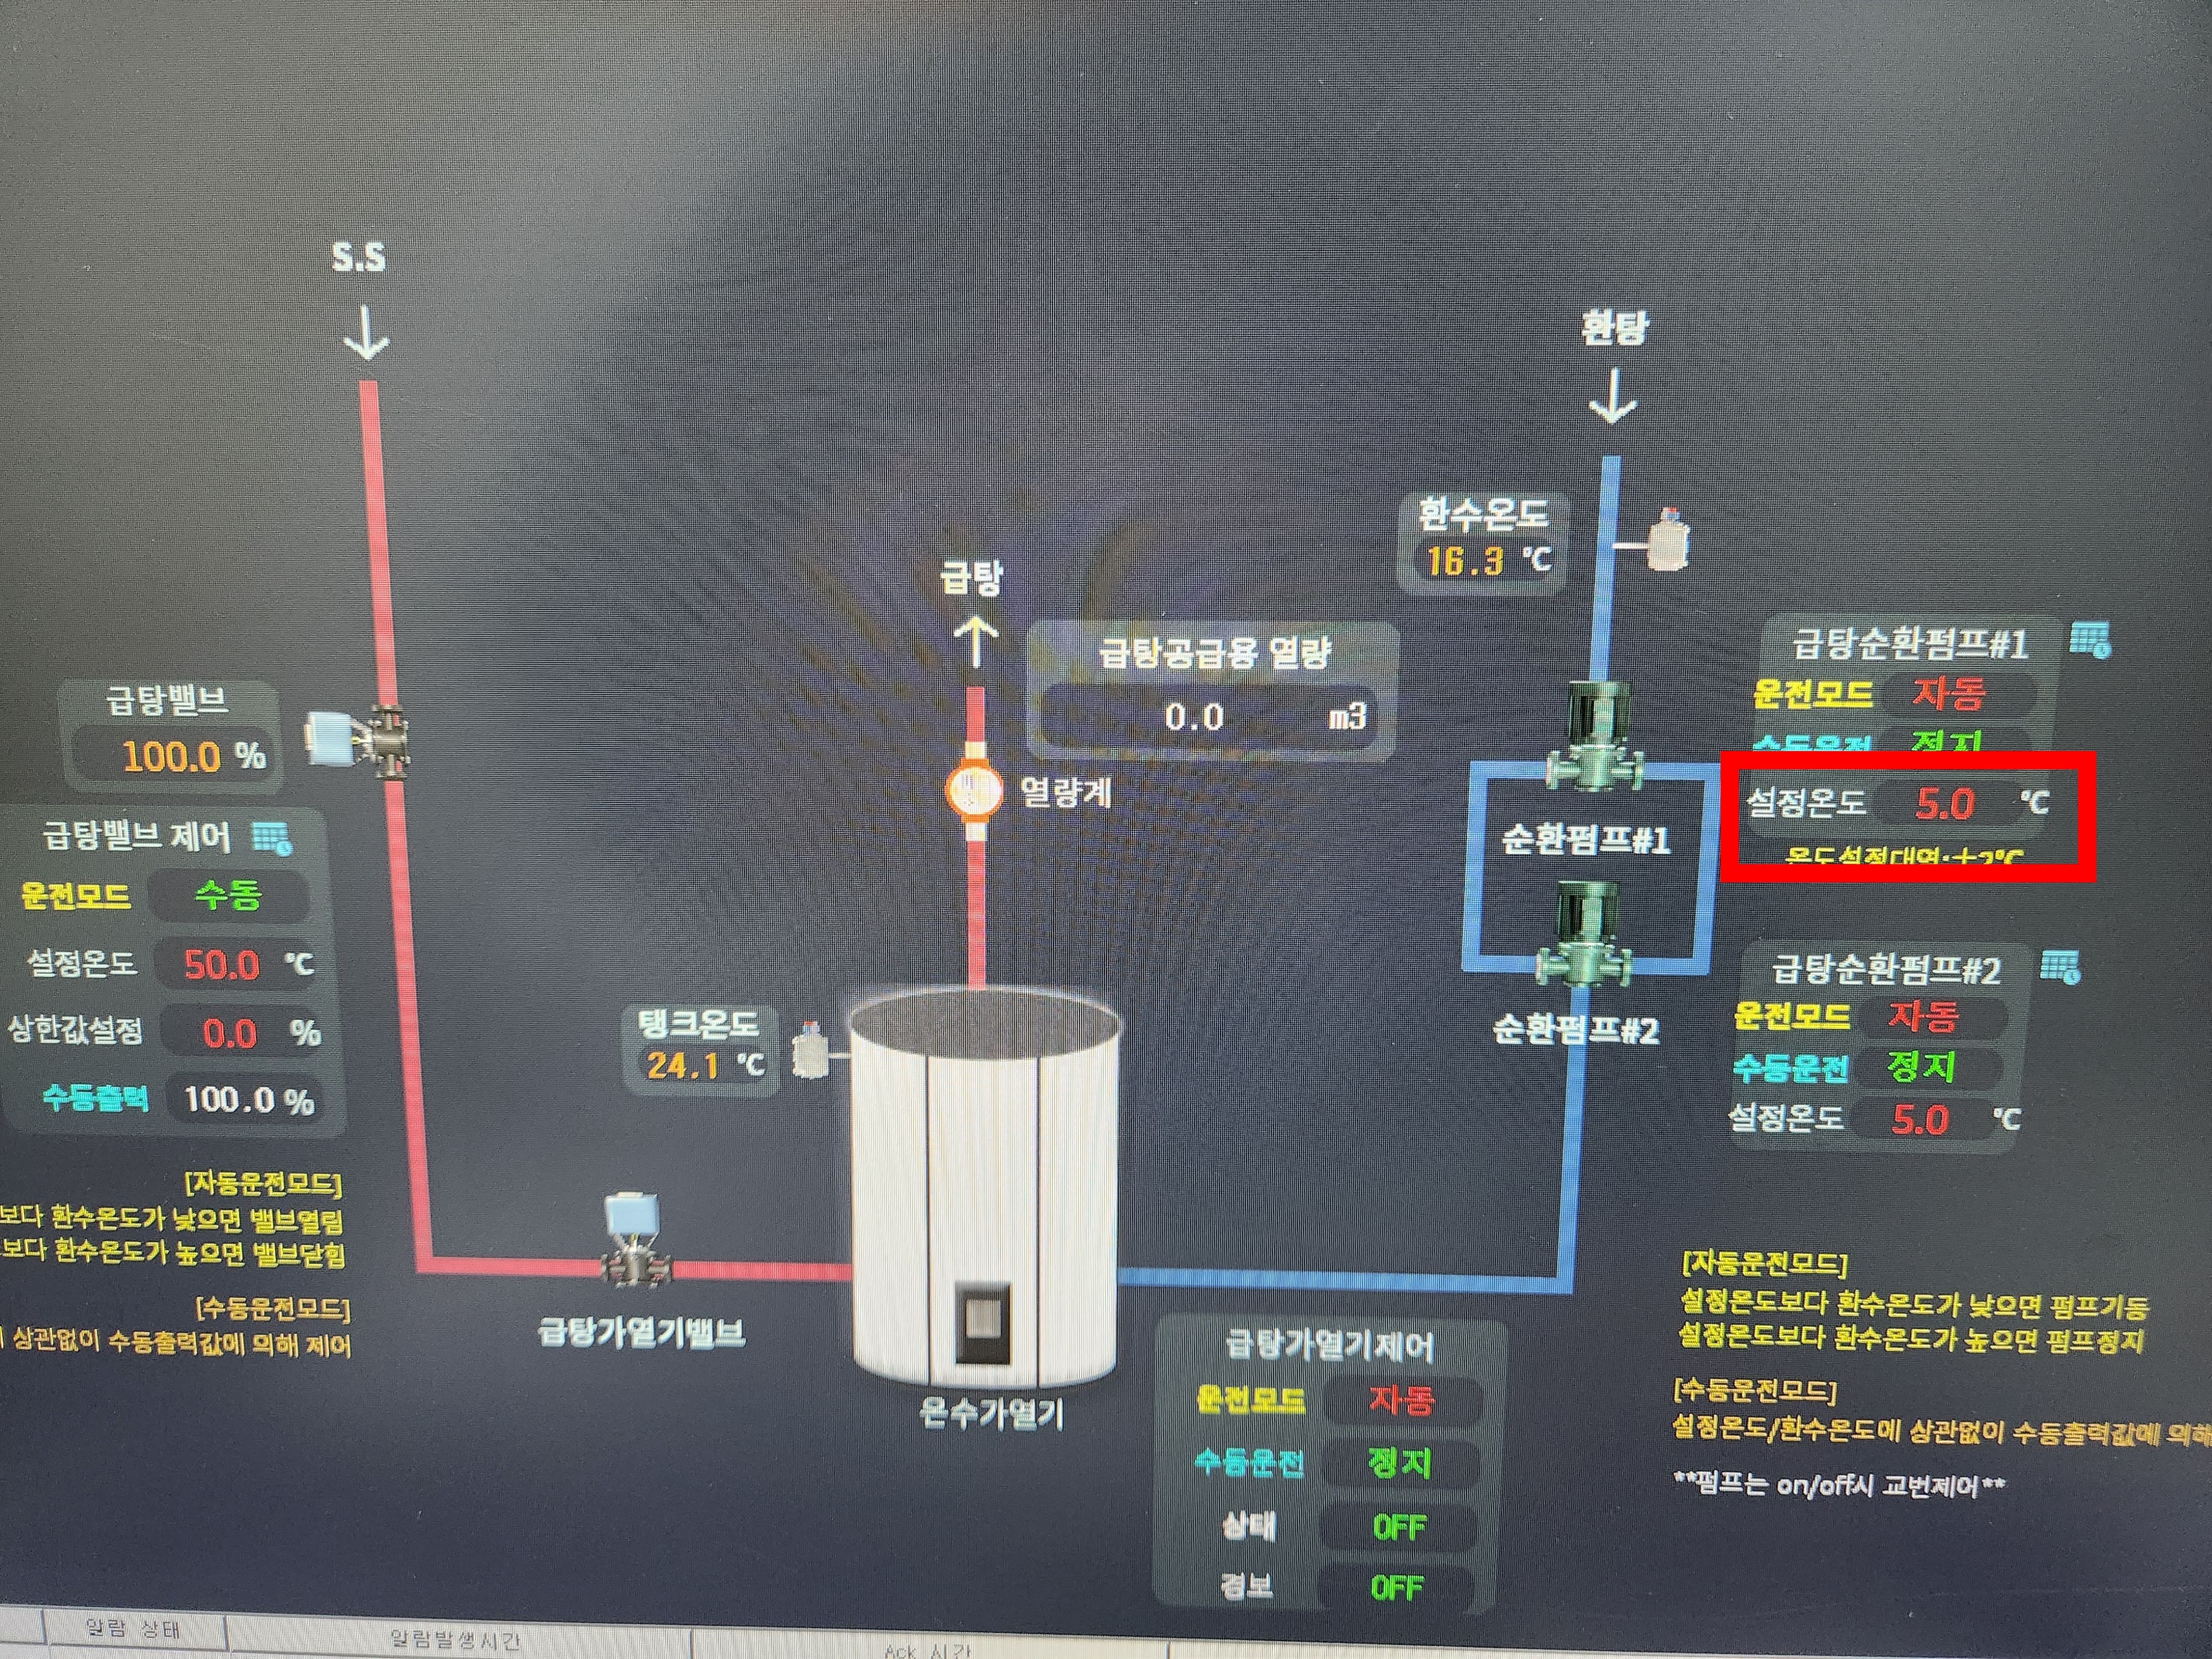 S.S
환탕
환수온도
16.3 ℃
급탕
급탕공급용 열량
0.0 m3
열량계
급탕밸브
100.0 %
급탕밸브 제어
운전모드 수동
설정온도 50.0 ℃
상한값설정 0.0 %
수동출력 100.0 %
[자동운전모드]
보다 환수온도가 낮으면 밸브열림
보다 환수온도가 높으면 밸브닫힘
[수동운전모드]
상관없이 수동출력값에 의해 제어
탱크온도
24.1 ℃
급탕가열기밸브
온수가열기
급탕순환펌프#1
운전모드 자동
수동운전 정지
설정온도 5.0 ℃
온도설정대역:±2℃
순환펌프#1
순환펌프#2
급탕순환펌프#2
운전모드 자동
수동운전 정지
설정온도 5.0 ℃
[자동운전모드]
설정온도보다 환수온도가 낮으면 펌프기동
설정온도보다 환수온도가 높으면 펌프정지
[수동운전모드]
설정온도/환수온도에 상관없이 수동출력값에 의해
**펌프는 on/off시 교번제어**
급탕가열기제어
운전모드 자동
수동운전 정지
상태 OFF
경보 OFF
알람 상태 알람발생시간 Ack 시간